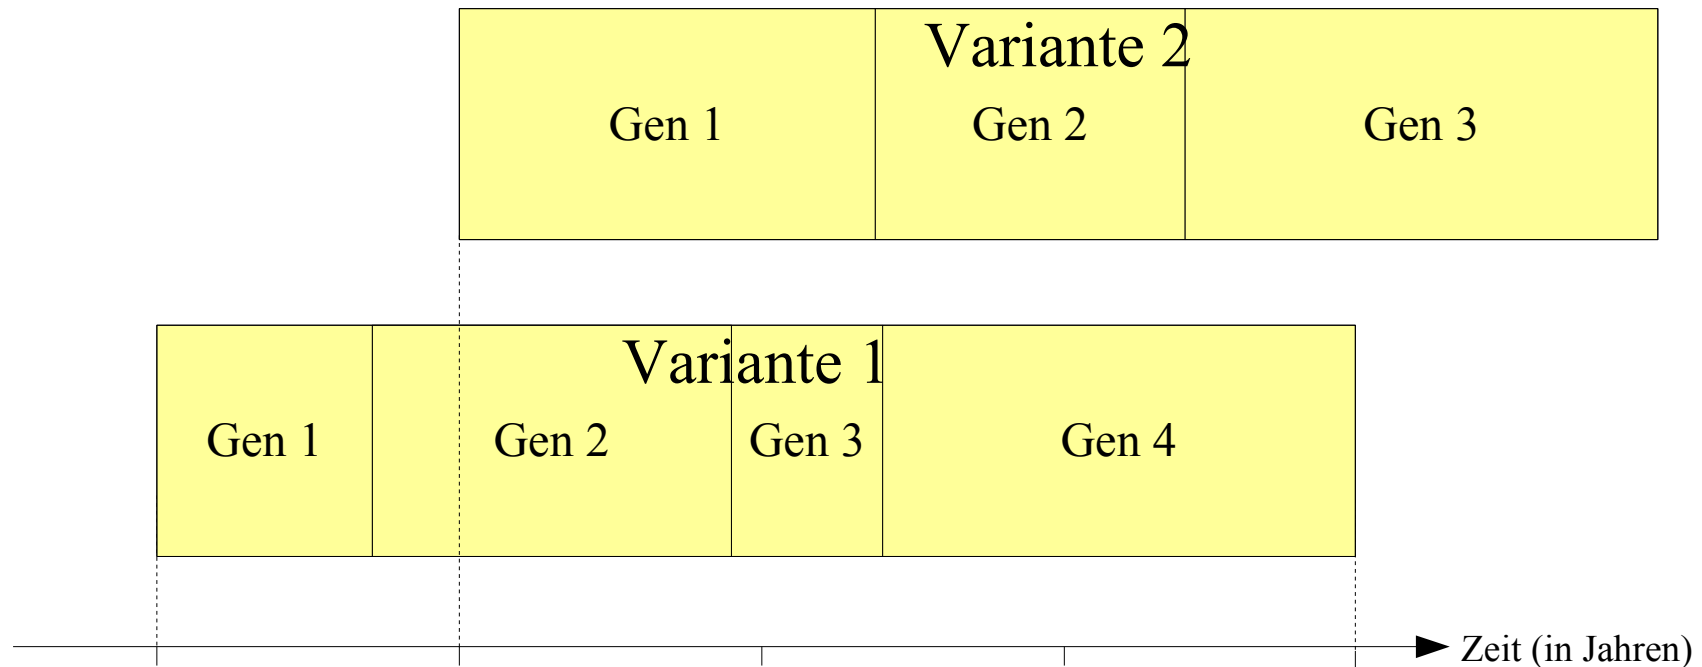 Variante 2
Gen 1 Gen 2 Gen 3
Variante 1
Gen 1 Gen 2 Gen 3 Gen 4
Zeit (in Jahren)